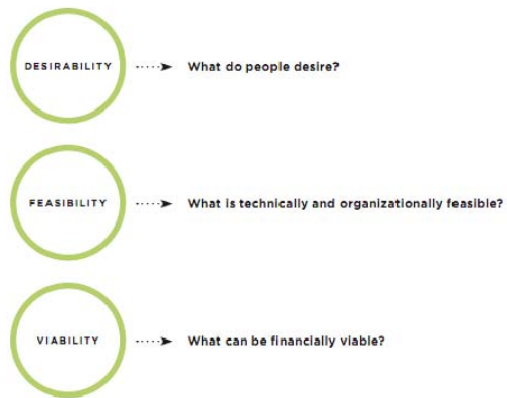 DESIRABILITY
What do people desire?
FEASIBILITY
What is technically and organizationally feasible?
VIABILITY
What can be financially viable?